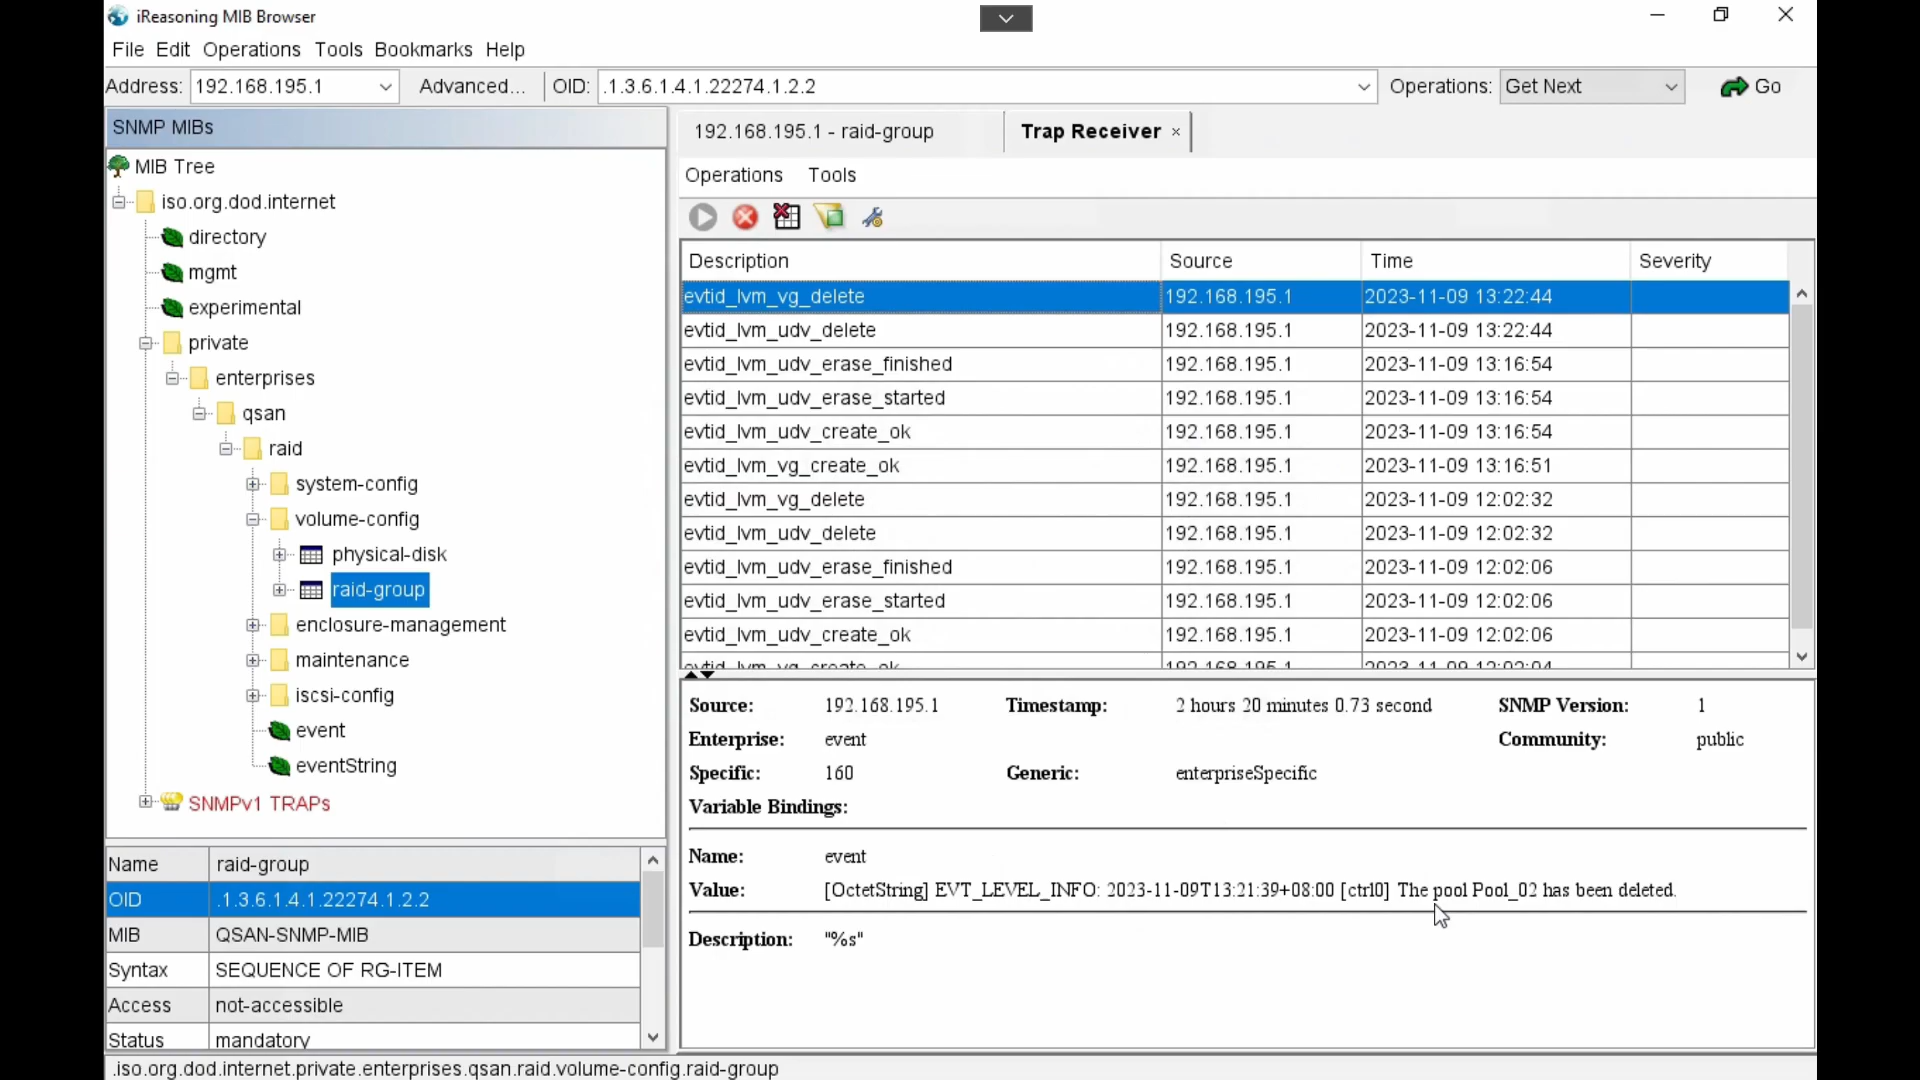 iReasoning MIB Browser
File Edit Operations Tools Bookmarks Help
Address: 192.168.195.1 Advanced... OID: .1.3.6.1.4.1.22274.1.2.2 Operations: Get Next Go
SNMP MIBs
MIB Tree
iso.org.dod.internet
directory
mgmt
experimental
private
enterprises
qsan
raid
system-config
volume-config
physical-disk
raid-group
enclosure-management
maintenance
iscsi-config
event
eventString
SNMPv1 TRAPs
Name raid-group
OID .1.3.6.1.4.1.22274.1.2.2
MIB QSAN-SNMP-MIB
Syntax SEQUENCE OF RG-ITEM
Access not-accessible
Status mandatory
192.168.195.1 - raid-group Trap Receiver ×
Operations Tools
Description Source Time Severity
evtid_lvm_vg_delete 192.168.195.1 2023-11-09 13:22:44
evtid_lvm_udv_delete 192.168.195.1 2023-11-09 13:22:44
evtid_lvm_udv_erase_finished 192.168.195.1 2023-11-09 13:16:54
evtid_lvm_udv_erase_started 192.168.195.1 2023-11-09 13:16:54
evtid_lvm_udv_create_ok 192.168.195.1 2023-11-09 13:16:54
evtid_lvm_vg_create_ok 192.168.195.1 2023-11-09 13:16:51
evtid_lvm_vg_delete 192.168.195.1 2023-11-09 12:02:32
evtid_lvm_udv_delete 192.168.195.1 2023-11-09 12:02:32
evtid_lvm_udv_erase_finished 192.168.195.1 2023-11-09 12:02:06
evtid_lvm_udv_erase_started 192.168.195.1 2023-11-09 12:02:06
evtid_lvm_udv_create_ok 192.168.195.1 2023-11-09 12:02:06
evtid_lvm_vg_create_ok 192.168.195.1 2023-11-09 12:02:04
Source: 192.168.195.1 Timestamp: 2 hours 20 minutes 0.73 second SNMP Version: 1
Enterprise: event Community: public
Specific: 160 Generic: enterpriseSpecific
Variable Bindings:
Name: event
Value: [OctetString] EVT_LEVEL_INFO: 2023-11-09T13:21:39+08:00 [ctrl0] The pool Pool_02 has been deleted.
Description: "%s"
.iso.org.dod.internet.private.enterprises.qsan.raid.volume-config.raid-group